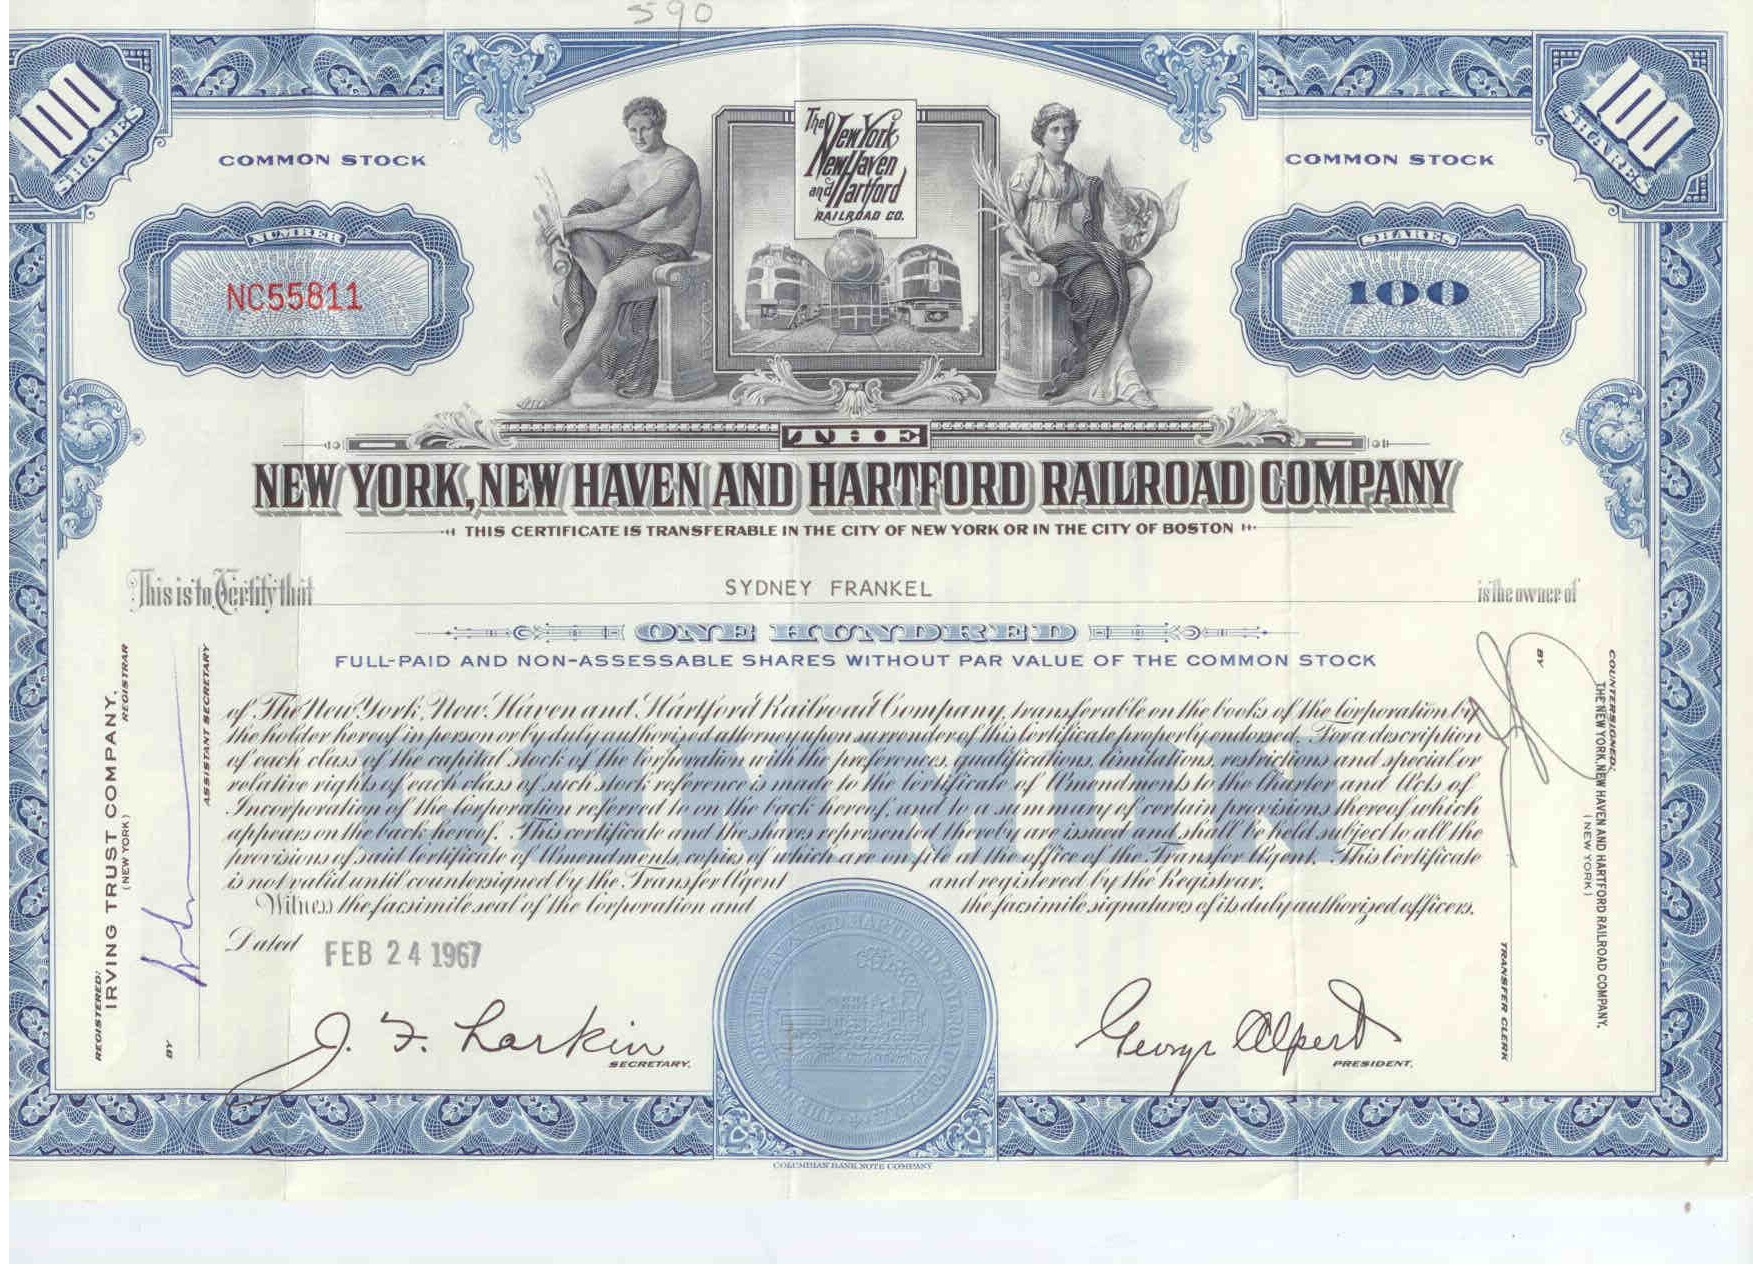 590
100
SHARES
100
SHARES
COMMON STOCK
COMMON STOCK
The
New York
New Haven
and Hartford
RAILROAD CO.
NUMBER
NC55811
SHARES
100
THE
NEW YORK, NEW HAVEN AND HARTFORD RAILROAD COMPANY
THIS CERTIFICATE IS TRANSFERABLE IN THE CITY OF NEW YORK OR IN THE CITY OF BOSTON
This is to Certify that SYDNEY FRANKEL is the owner of
ONE HUNDRED
FULL-PAID AND NON-ASSESSABLE SHARES WITHOUT PAR VALUE OF THE COMMON STOCK
COMMON
of The New York, New Haven and Hartford Railroad Company, transferable on the books of the Corporation by
the holder hereof in person or by duly authorized attorney upon surrender of this Certificate properly endorsed. For a description
of each class of the capital stock of the Corporation with the preferences, qualifications, limitations, restrictions and special or
relative rights of each class of such stock reference is made to the Certificate of Amendments to the Charter and Acts of
Incorporation of the Corporation referred to on the back hereof, and to a summary of certain provisions thereof which
appears on the back hereof. This certificate and the shares represented thereby are issued and shall be held subject to all the
provisions of said Certificate of Amendments, copies of which are on file at the office of the Transfer Agent. This Certificate
is not valid until countersigned by the Transfer Agent and registered by the Registrar.
Witness the facsimile seal of the Corporation and the facsimile signatures of its duly authorized officers.
Dated FEB 24 1967
J. F. Larkin
SECRETARY.
George Alpert
PRESIDENT.
REGISTERED:
IRVING TRUST COMPANY,
(NEW YORK) REGISTRAR
BY
ASSISTANT SECRETARY
COUNTERSIGNED:
THE NEW YORK, NEW HAVEN AND HARTFORD RAILROAD COMPANY,
(NEW YORK)
BY
TRANSFER CLERK
COLUMBIAN BANK NOTE COMPANY